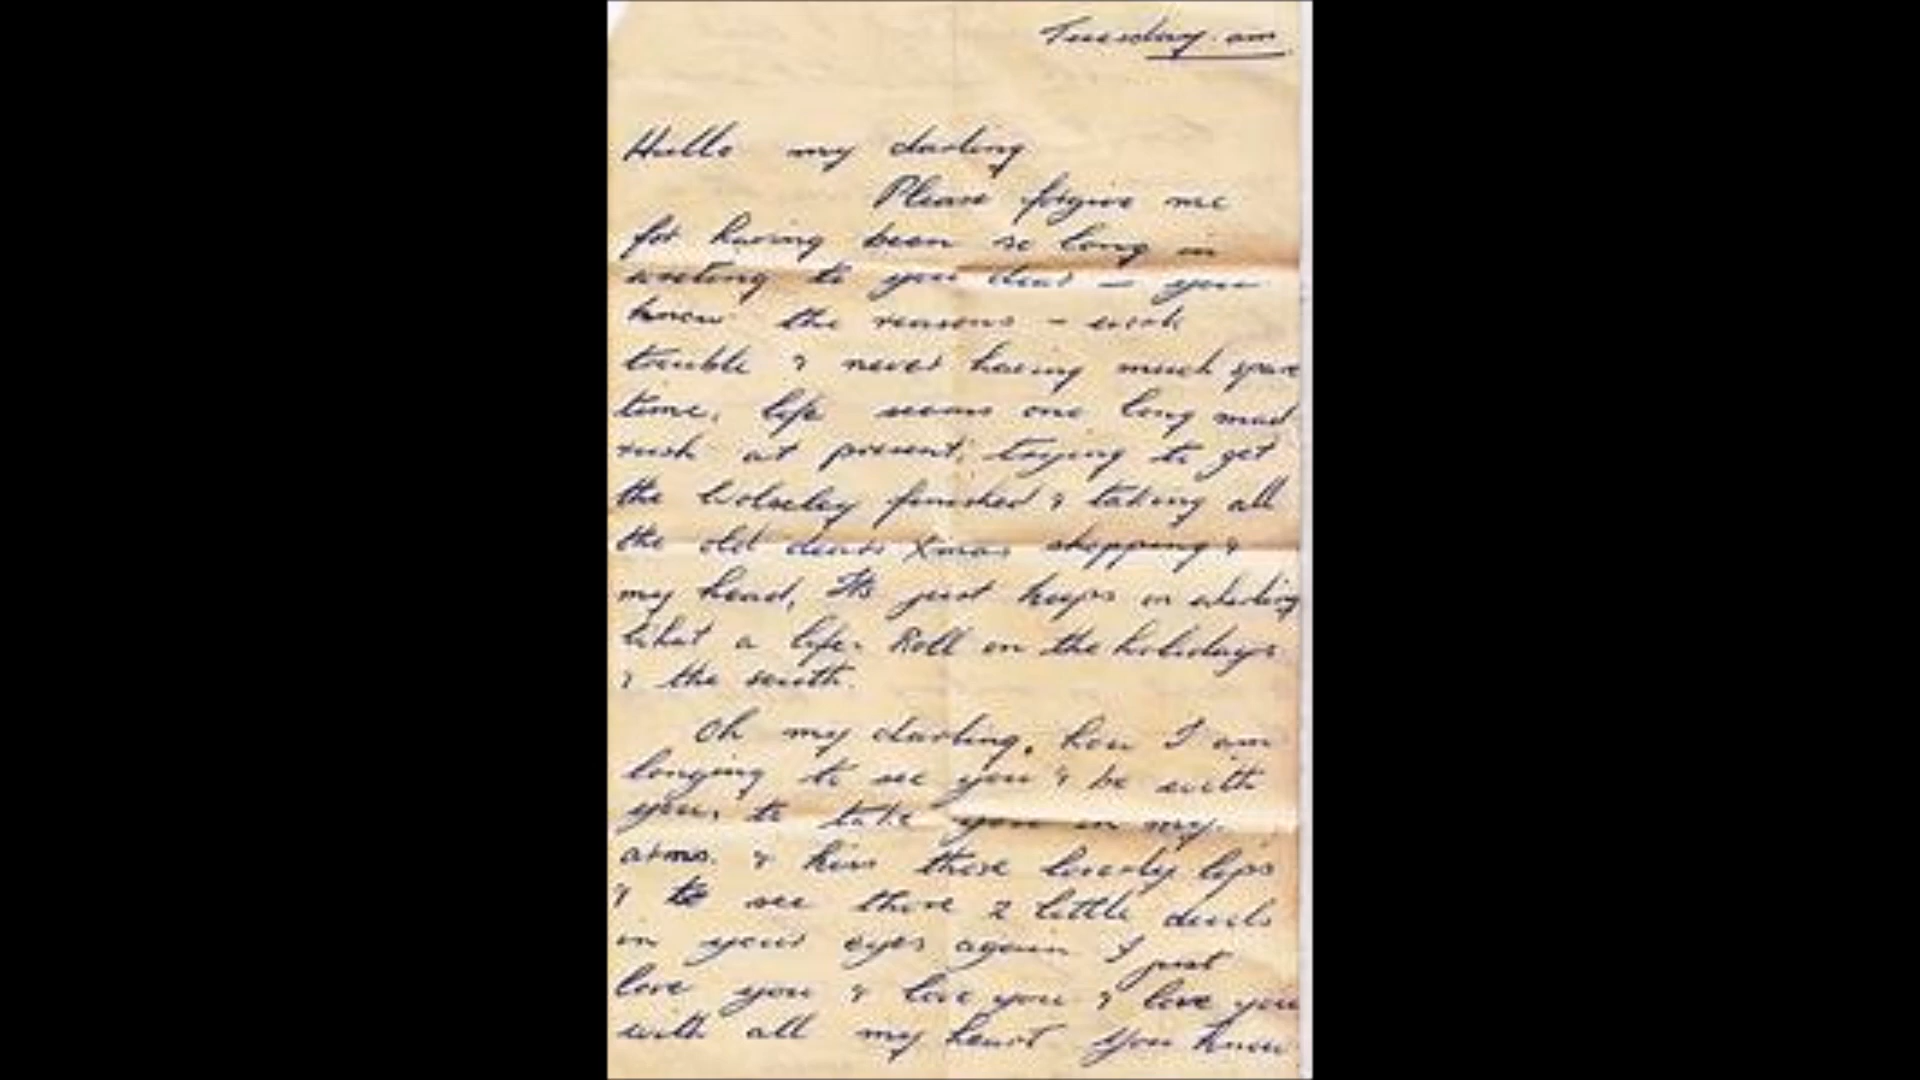 Tuesday. am.
Hullo my darling
Please forgive me
for having been so long in
writing to you dear – you
know the reasons – work
trouble & never having much spare
time, life seems one long mad
rush at present, trying to get
the Wolseley finished & taking all
the old dears Xmas shopping &
my head, it's just keeps on
What a life. Roll on the holidays
& the south.
Oh my darling, how I am
longing to see you & be with
you, to take you in my
arms. & kiss those lovely lips
& to see those 2 little devils
in your eyes again I just
love you & love you & love you
with all my heart you know